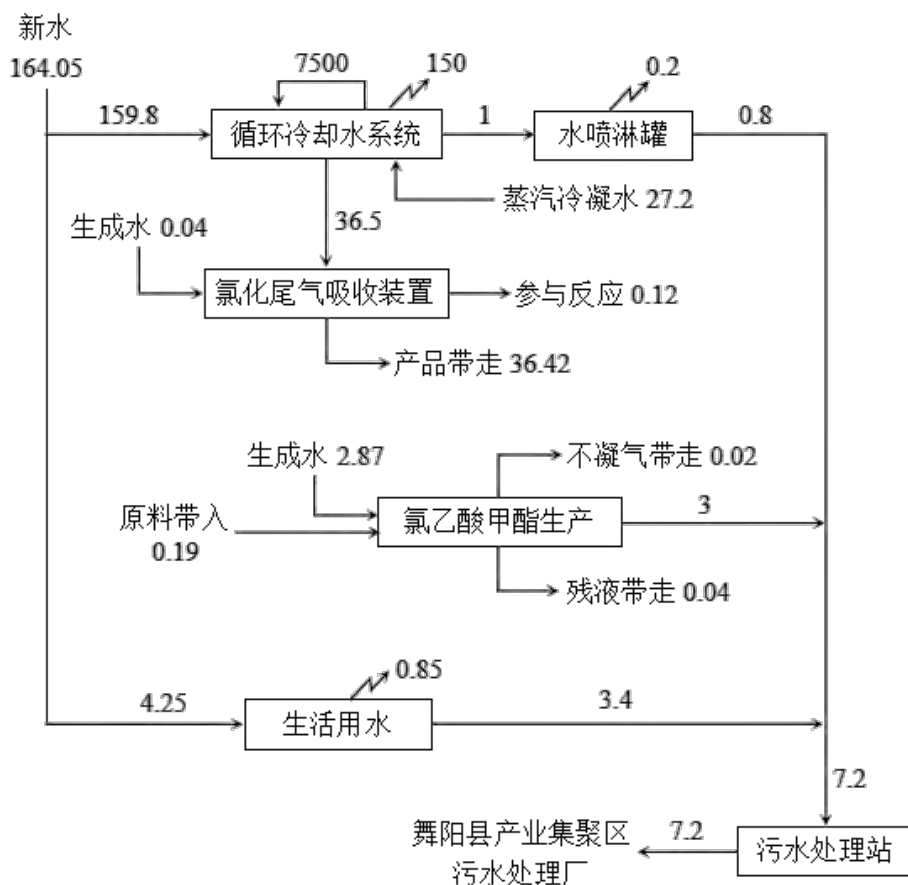 新水
164.05
7500
150
0.2
159.8
循环冷却水系统
1
水喷淋罐
0.8
蒸汽冷凝水 27.2
生成水 0.04
36.5
氯化尾气吸收装置
参与反应 0.12
产品带走 36.42
生成水 2.87
不凝气带走 0.02
原料带入
0.19
氯乙酸甲酯生产
3
残液带走 0.04
0.85
4.25
生活用水
3.4
7.2
舞阳县产业集聚区
污水处理厂
7.2
污水处理站